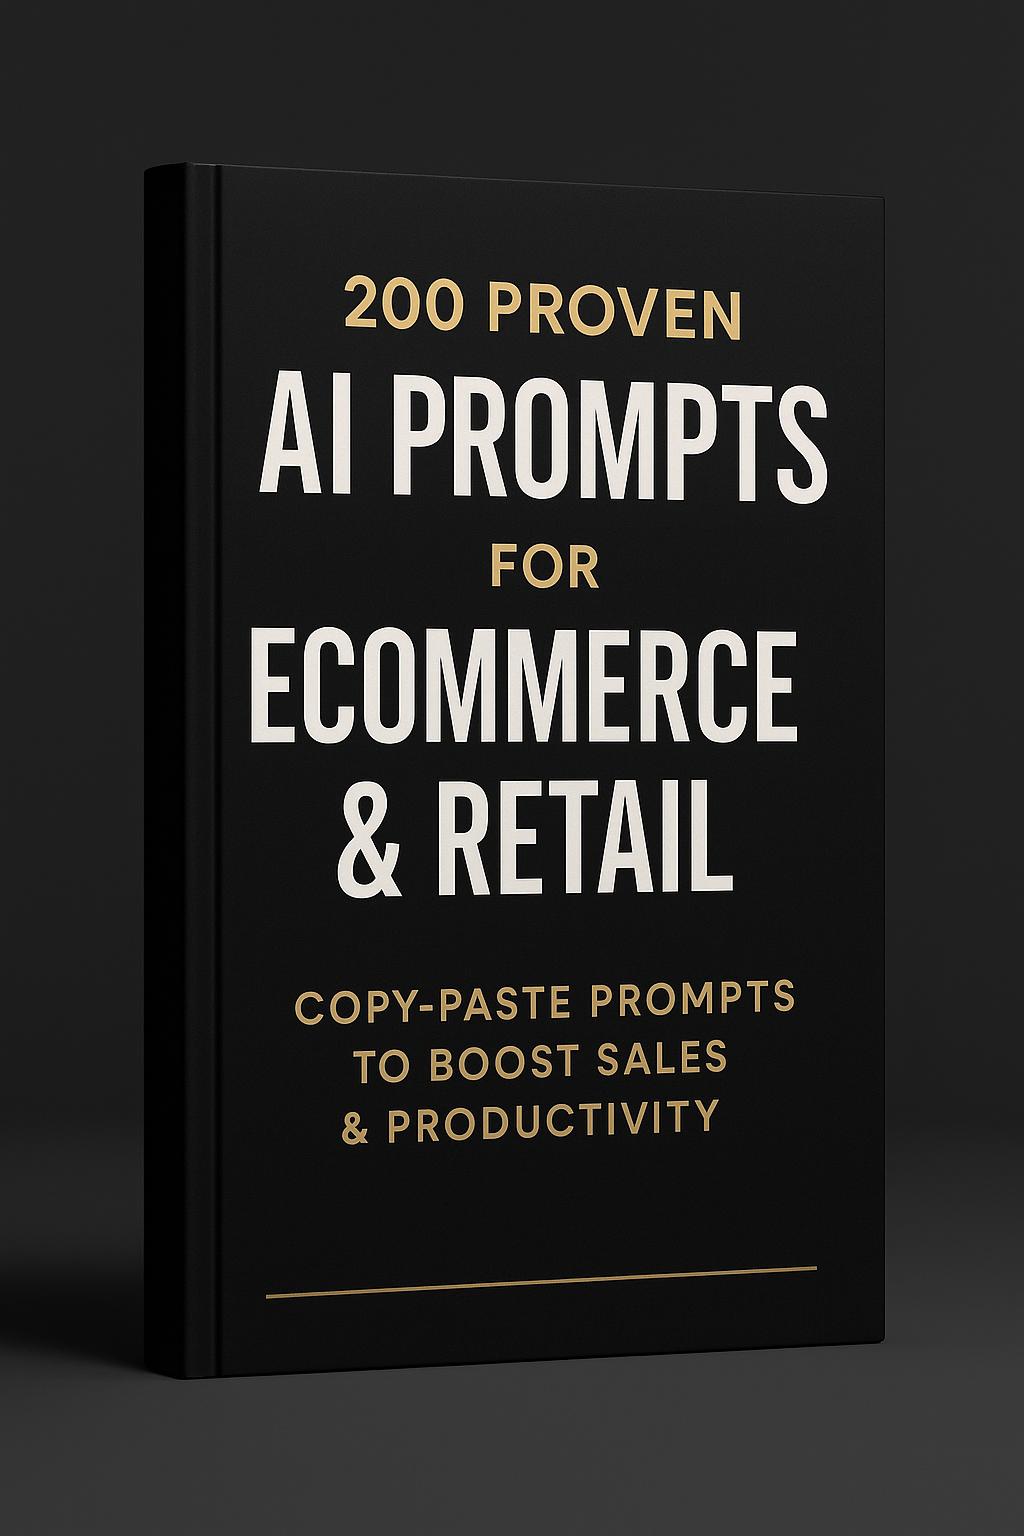 200 PROVEN
AI PROMPTS
FOR
ECOMMERCE
& RETAIL
COPY-PASTE PROMPTS
TO BOOST SALES
& PRODUCTIVITY